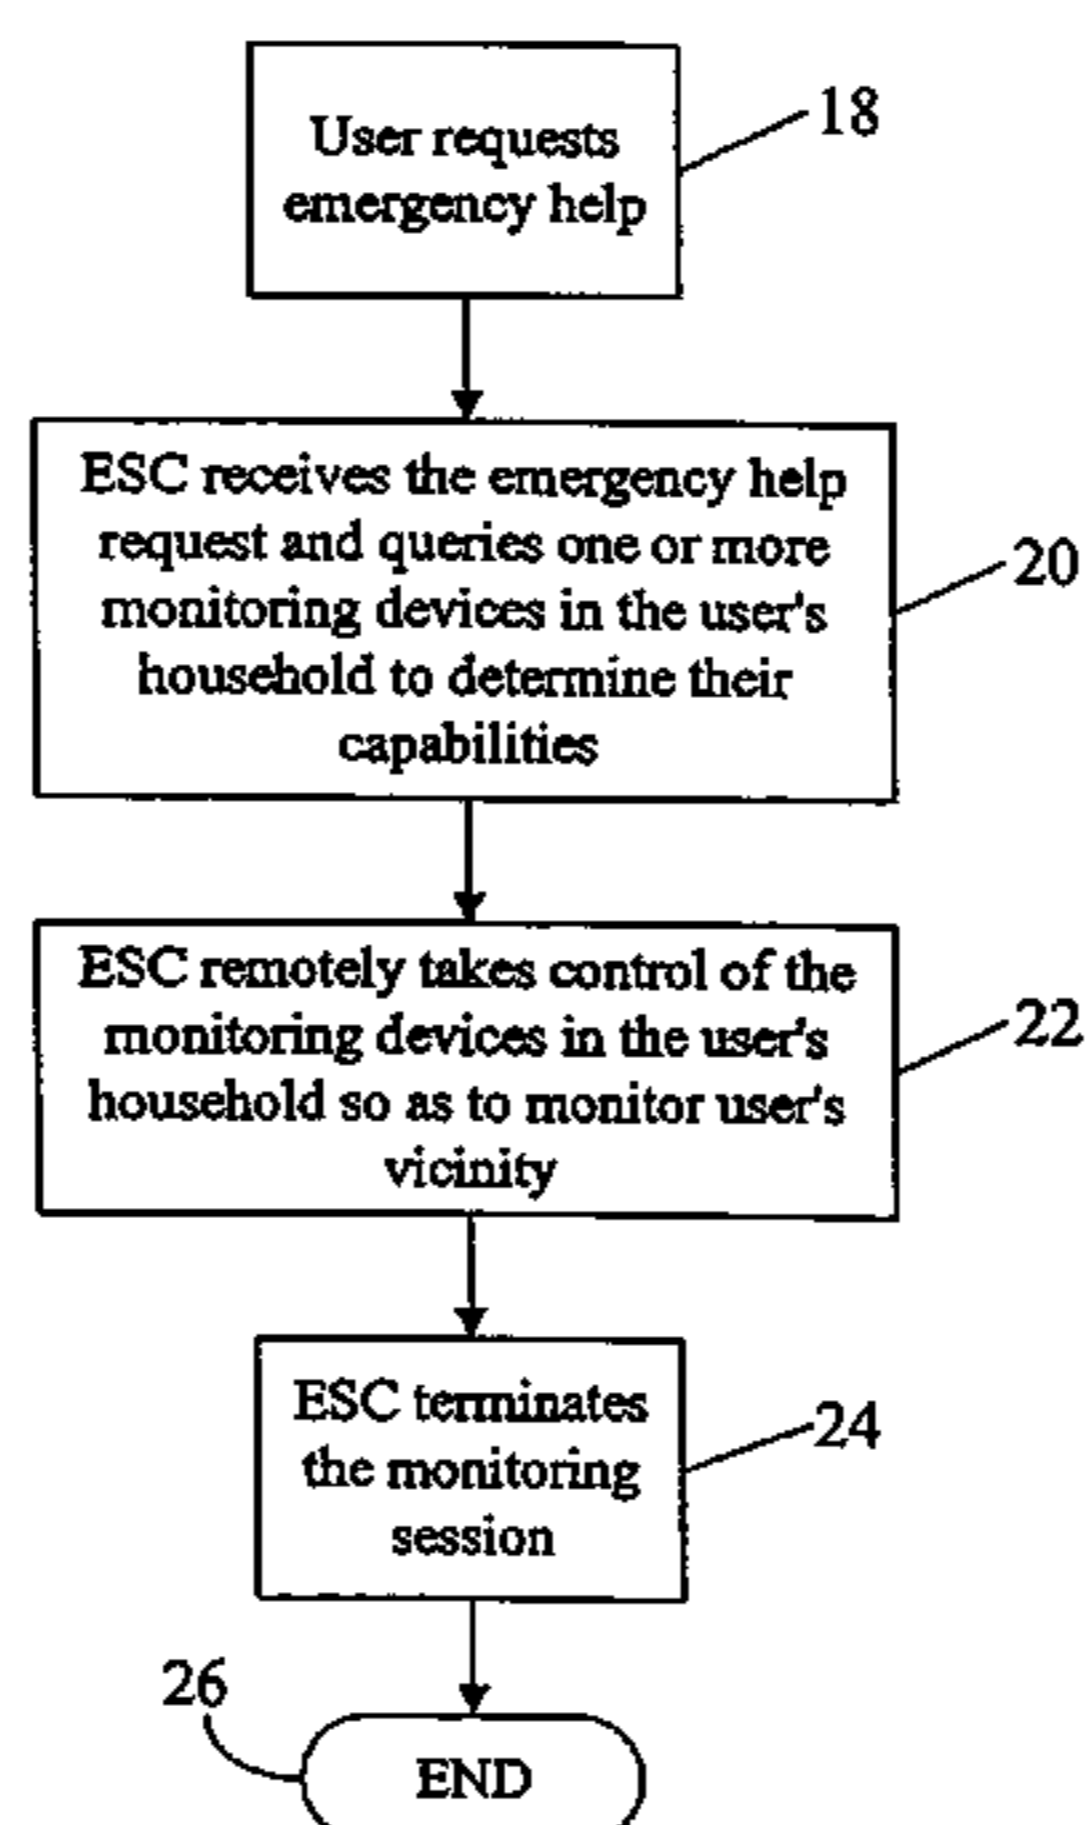 User requests
emergency help
18
ESC receives the emergency help
request and queries one or more
monitoring devices in the user's
household to determine their
capabilities
20
ESC remotely takes control of the
monitoring devices in the user's
household so as to monitor user's
vicinity
22
ESC terminates
the monitoring
session
24
26
END